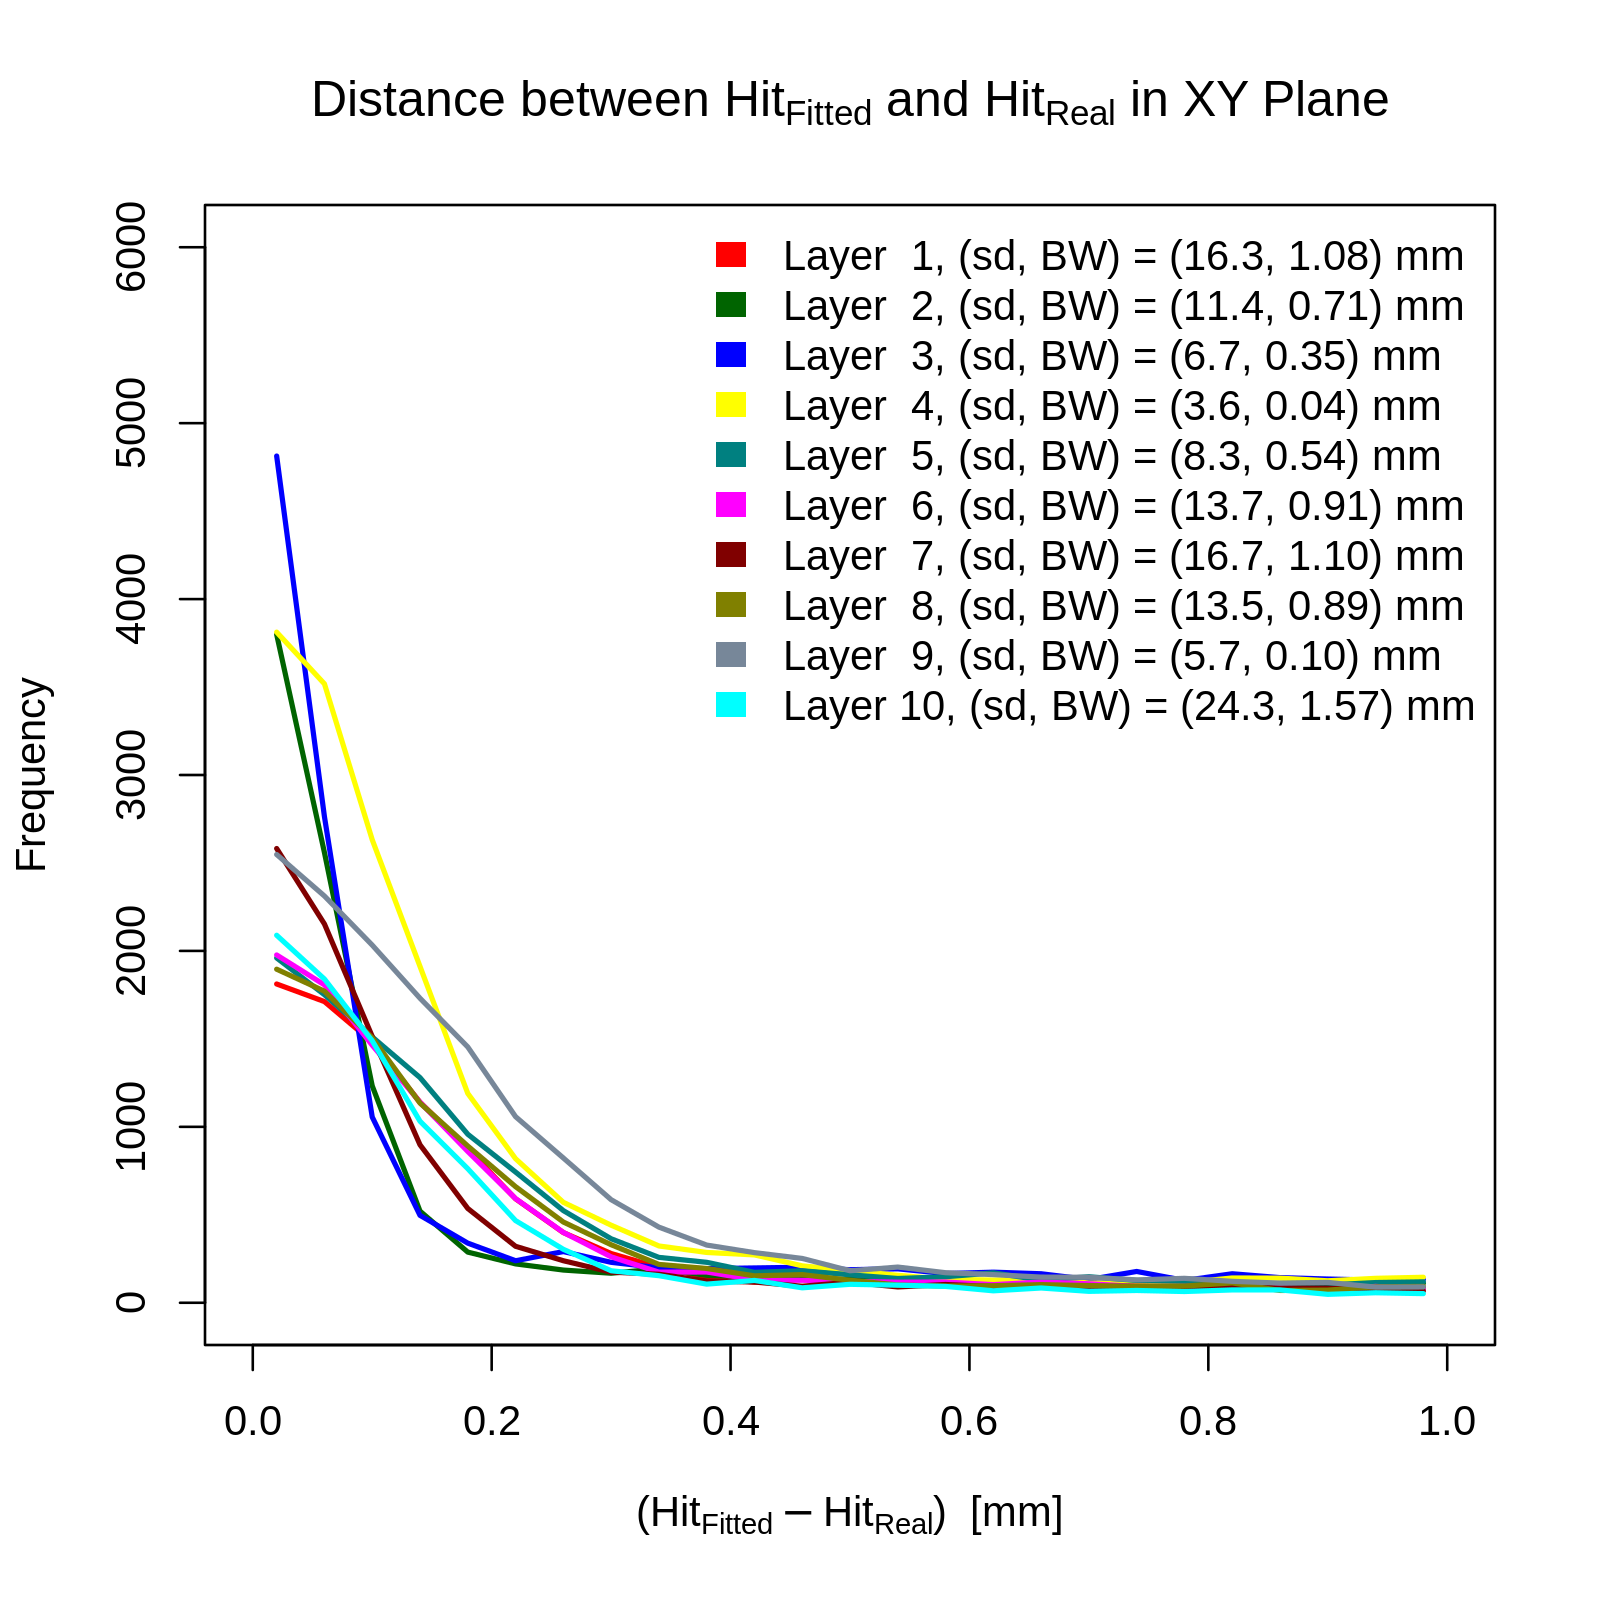 Distance between HitFitted and HitReal in XY Plane
Layer 1, (sd, BW) = (16.3, 1.08) mm
Layer 2, (sd, BW) = (11.4, 0.71) mm
Layer 3, (sd, BW) = (6.7, 0.35) mm
Layer 4, (sd, BW) = (3.6, 0.04) mm
Layer 5, (sd, BW) = (8.3, 0.54) mm
Layer 6, (sd, BW) = (13.7, 0.91) mm
Layer 7, (sd, BW) = (16.7, 1.10) mm
Layer 8, (sd, BW) = (13.5, 0.89) mm
Layer 9, (sd, BW) = (5.7, 0.10) mm
Layer 10, (sd, BW) = (24.3, 1.57) mm
Frequency
6000
5000
4000
3000
2000
1000
0
0.0 0.2 0.4 0.6 0.8 1.0
(HitFitted − HitReal) [mm]